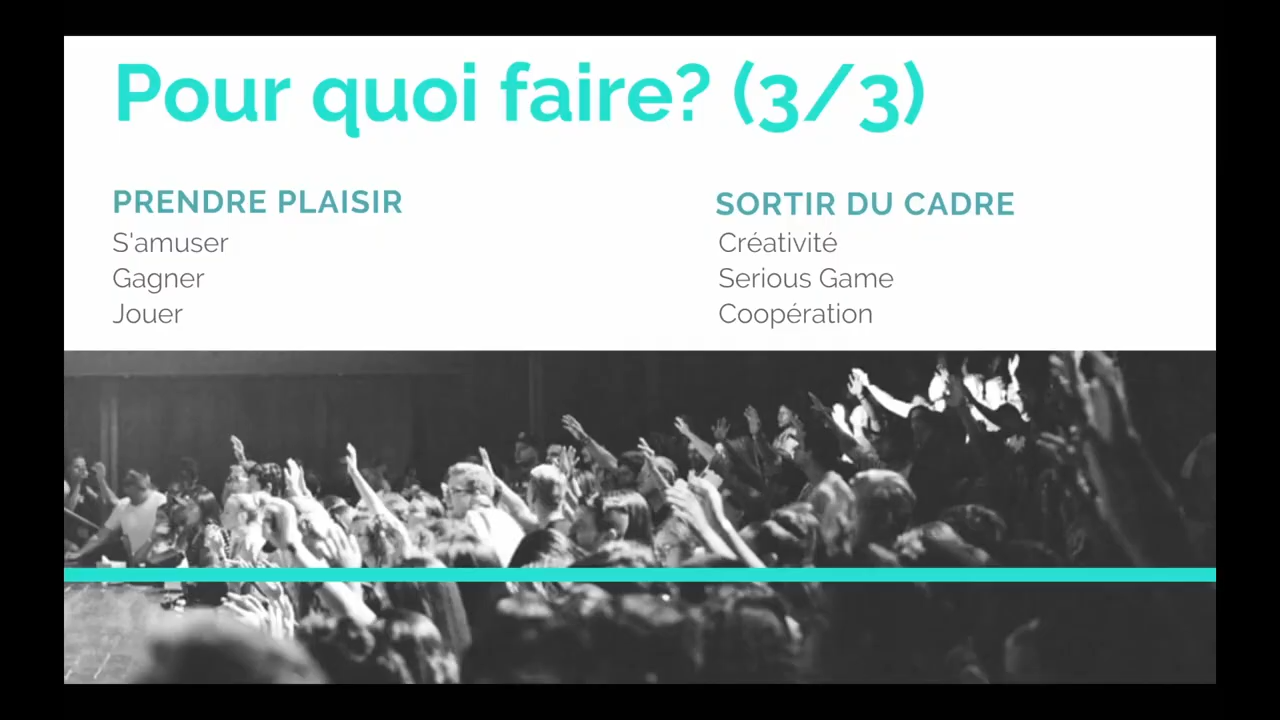 Pour quoi faire? (3/3)
PRENDRE PLAISIR
S'amuser
Gagner
Jouer
SORTIR DU CADRE
Créativité
Serious Game
Coopération